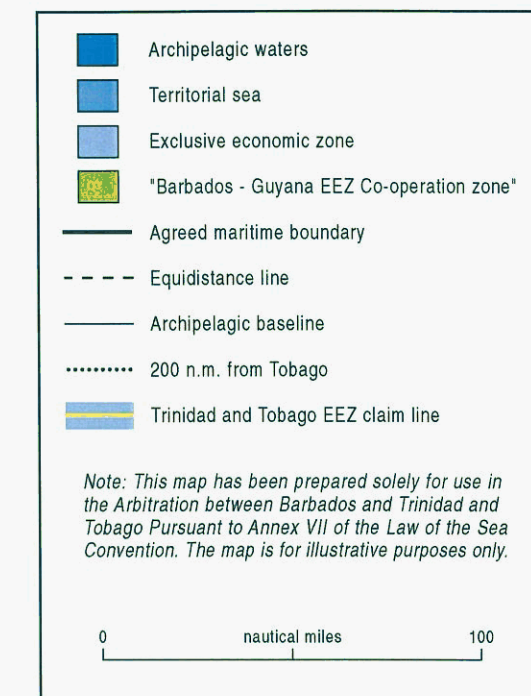 Archipelagic waters
Territorial sea
Exclusive economic zone
"Barbados - Guyana EEZ Co-operation zone"
Agreed maritime boundary
Equidistance line
Archipelagic baseline
200 n.m. from Tobago
Trinidad and Tobago EEZ claim line
Note: This map has been prepared solely for use in
the Arbitration between Barbados and Trinidad and
Tobago Pursuant to Annex VII of the Law of the Sea
Convention. The map is for illustrative purposes only.
0 nautical miles 100